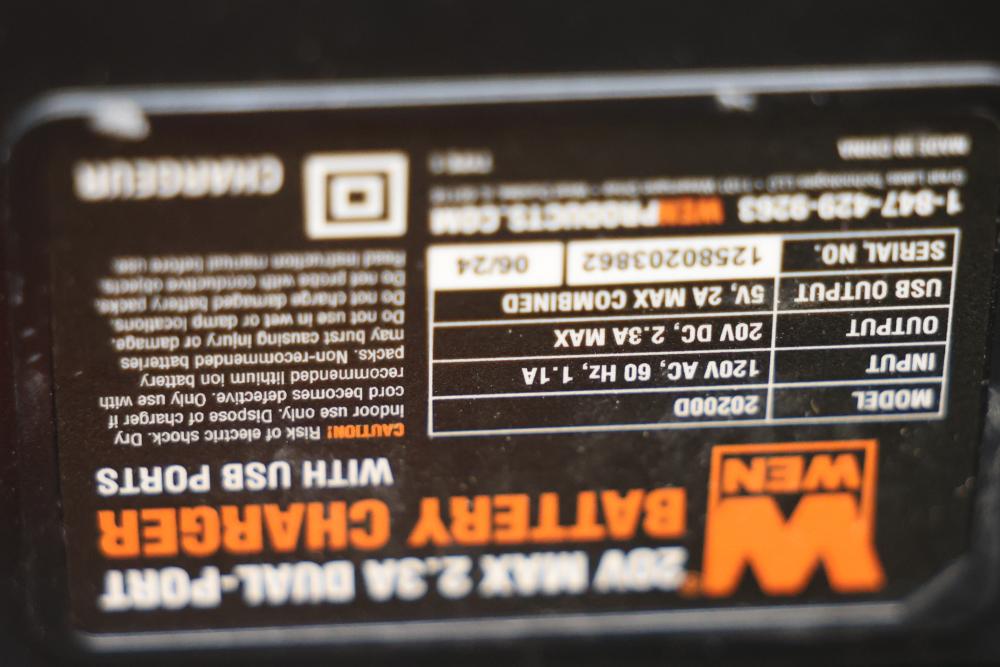 WEN
20V MAX 2.3A DUAL-PORT
BATTERY CHARGER
WITH USB PORTS
MODEL 20200D
INPUT 120V AC, 60 Hz, 1.1A
OUTPUT 20V DC, 2.3A MAX
USB OUTPUT 5V, 2A MAX COMBINED
SERIAL NO. 12580203862 06/24
1-847-429-9263 WENPRODUCTS.COM
MADE IN CHINA
CAUTION! Risk of electric shock. Dry
Indoor use only. Dispose of charger if
cord becomes defective. Only use with
recommended lithium ion battery
packs. Non-recommended batteries
may burst causing injury or damage.
Do not use in wet or damp locations.
Do not charge damaged battery packs.
Do not probe with conductive objects.
Read instruction manual before use.
CHARGEUR